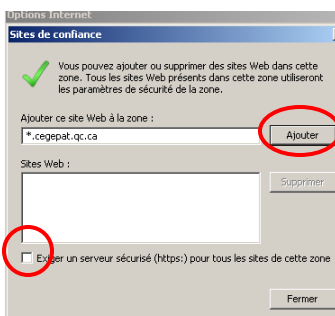 Options Internet
Sites de confiance
Vous pouvez ajouter ou supprimer des sites Web dans cette
zone. Tous les sites Web présents dans cette zone utiliseront
les paramètres de sécurité de la zone.
Ajouter ce site Web à la zone :
*.cegepat.qc.ca
Ajouter
Sites Web :
Supprimer
Exiger un serveur sécurisé (https:) pour tous les sites de cette zone
Fermer